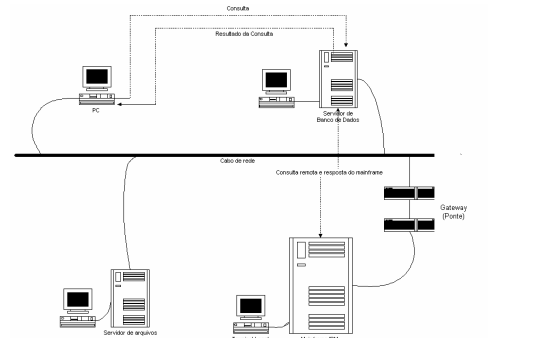 Consulta
Resultado da Consulta
PC
Servidor de
Banco de Dados
Cabo de rede
Consulta remota e resposta do mainframe
Gateway
(Ponte)
Servidor de arquivos